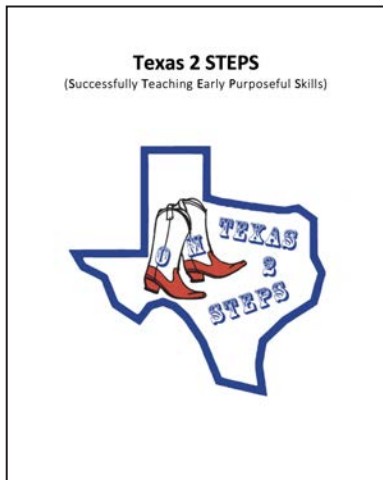 Texas 2 STEPS
(Successfully Teaching Early Purposeful Skills)
O M
TEXAS
2
STEPS